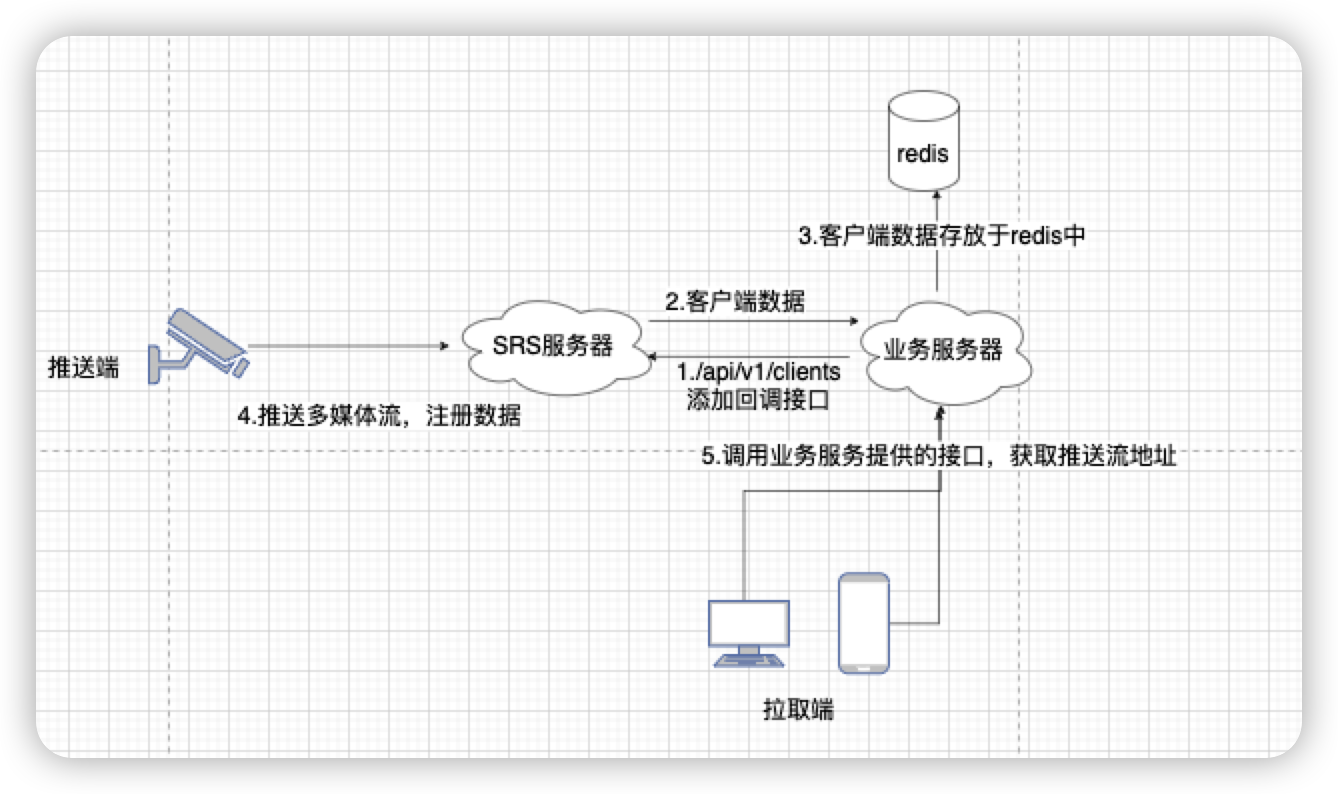 redis
3.客户端数据存放于redis中
2.客户端数据
SRS服务器
业务服务器
推送端
1./api/v1/clients
添加回调接口
4.推送多媒体流，注册数据
5.调用业务服务提供的接口，获取推送流地址
拉取端